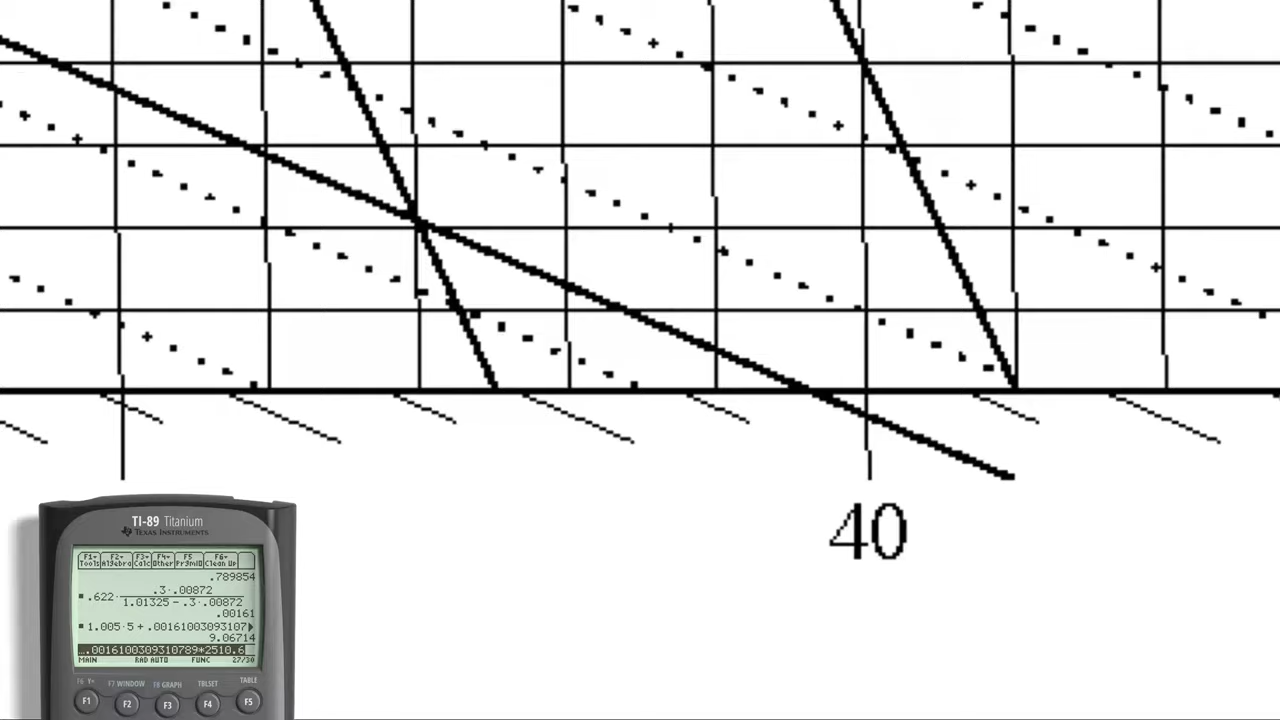 40
TI-89 Titanium
TEXAS INSTRUMENTS
F1▾ F2▾ F3▾ F4▾ F5 F6▾
Tools Algebra Calc Other PrgmIO Clean Up
.789854
▪ .622· .3·.00872
1.01325 - .3·.00872
.00161
▪ 1.005·5+.00161003093107▶
9.06714
….0016100309310789*2510.6
MAIN RAD AUTO FUNC 27/30
F6 Y= F7 WINDOW F8 GRAPH TBLSET TABLE
F1 F2 F3 F4 F5